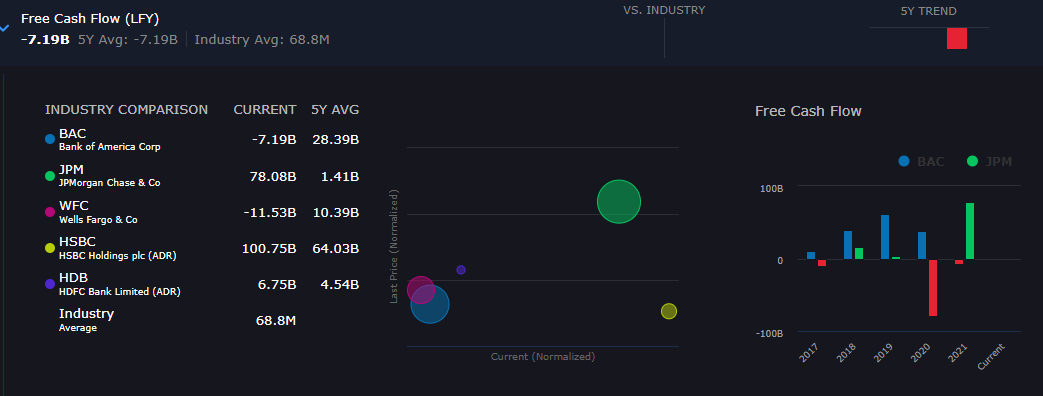 Free Cash Flow (LFY)
VS. INDUSTRY
5Y TREND
-7.19B 5Y Avg: -7.19B Industry Avg: 68.8M
INDUSTRY COMPARISON CURRENT 5Y AVG
BAC
Bank of America Corp
-7.19B 28.39B
JPM
JPMorgan Chase & Co
78.08B 1.41B
WFC
Wells Fargo & Co
-11.53B 10.39B
HSBC
HSBC Holdings plc (ADR)
100.75B 64.03B
HDB
HDFC Bank Limited (ADR)
6.75B 4.54B
Industry
Average
68.8M
Last Price (Normalized)
Current (Normalized)
Free Cash Flow
BAC JPM
100B
0
-100B
2017 2018 2019 2020 2021 Current